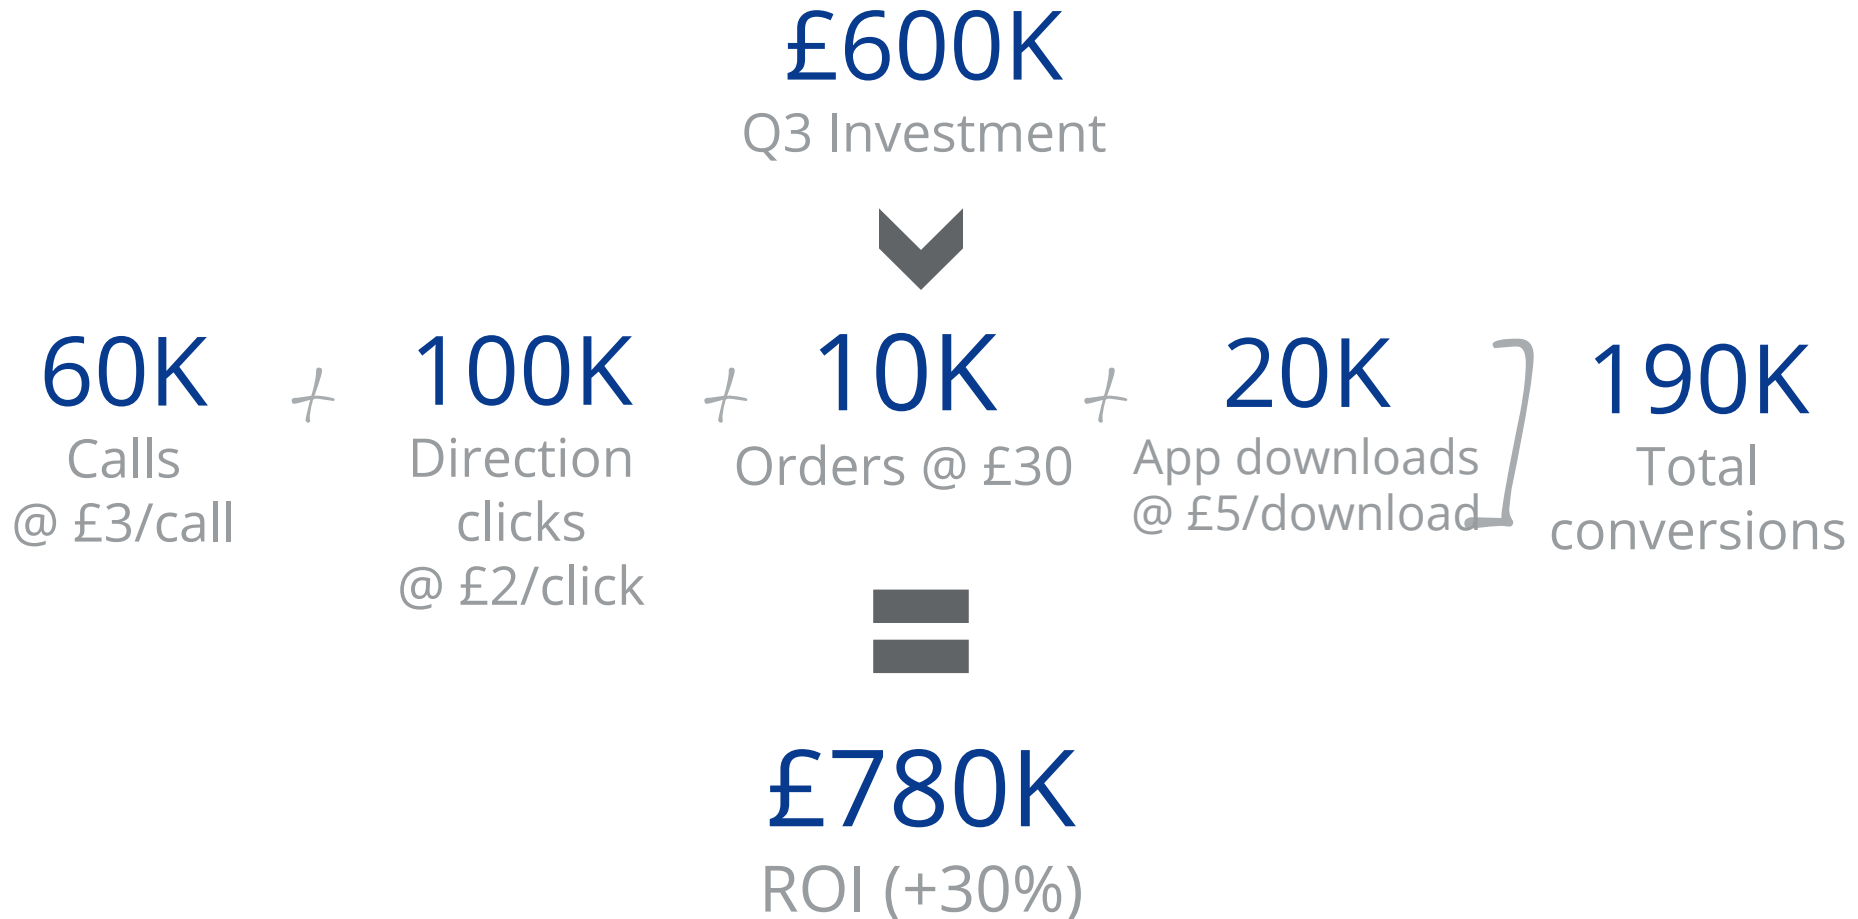 £600K
Q3 Investment
60K
Calls
@ £3/call
+
100K
Direction
clicks
@ £2/click
+
10K
Orders @ £30
+
20K
App downloads
@ £5/download
]
190K
Total
conversions
=
£780K
ROI (+30%)